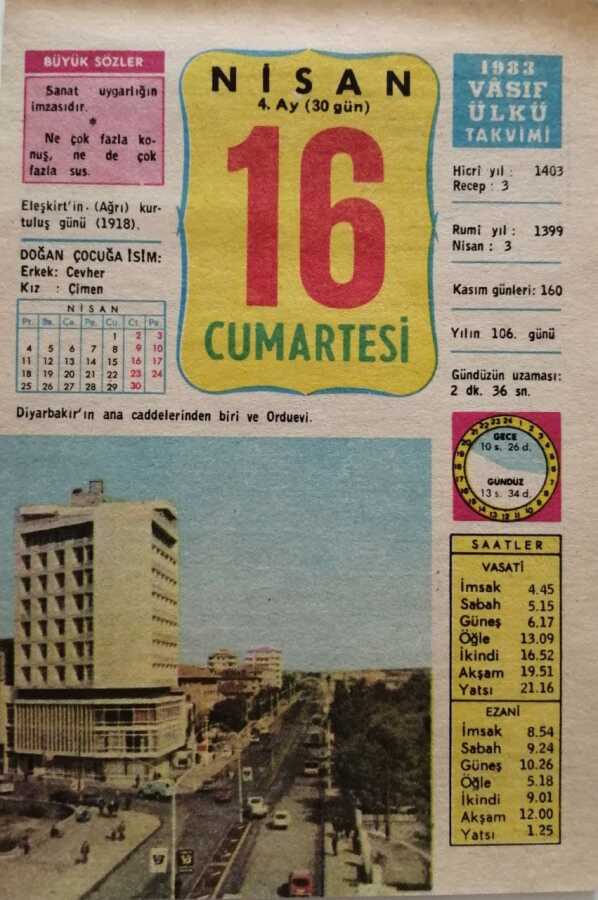 BÜYÜK SÖZLER
Sanat uygarlığın
imzasıdır.
*
Ne çok fazla ko-
nuş, ne de çok
fazla sus.
Eleşkirt'in (Ağrı) kur-
tuluş günü (1918).
DOĞAN ÇOCUĞA İSİM:
Erkek: Cevher
Kız : Çimen
NİSAN
Pt. Sa. Ça. Pe. Cu. Ct. Pa.
1 2 3
4 5 6 7 8 9 10
11 12 13 14 15 16 17
18 19 20 21 22 23 24
25 26 27 28 29 30
NİSAN
4. Ay (30 gün)
16
CUMARTESİ
1983
VÂSIF
ÜLKÜ
TAKVİMİ
Hicrî yıl : 1403
Recep : 3
Rumî yıl : 1399
Nisan : 3
Kasım günleri: 160
Yılın 106. günü
Gündüzün uzaması:
2 dk. 36 sn.
Diyarbakır'ın ana caddelerinden biri ve Orduevi.
GECE
10 s. 26 d.
GÜNDÜZ
13 s. 34 d.
SAATLER
VASATİ
İmsak 4.45
Sabah 5.15
Güneş 6.17
Öğle 13.09
İkindi 16.52
Akşam 19.51
Yatsı 21.16
EZANİ
İmsak 8.54
Sabah 9.24
Güneş 10.26
Öğle 5.18
İkindi 9.01
Akşam 12.00
Yatsı 1.25